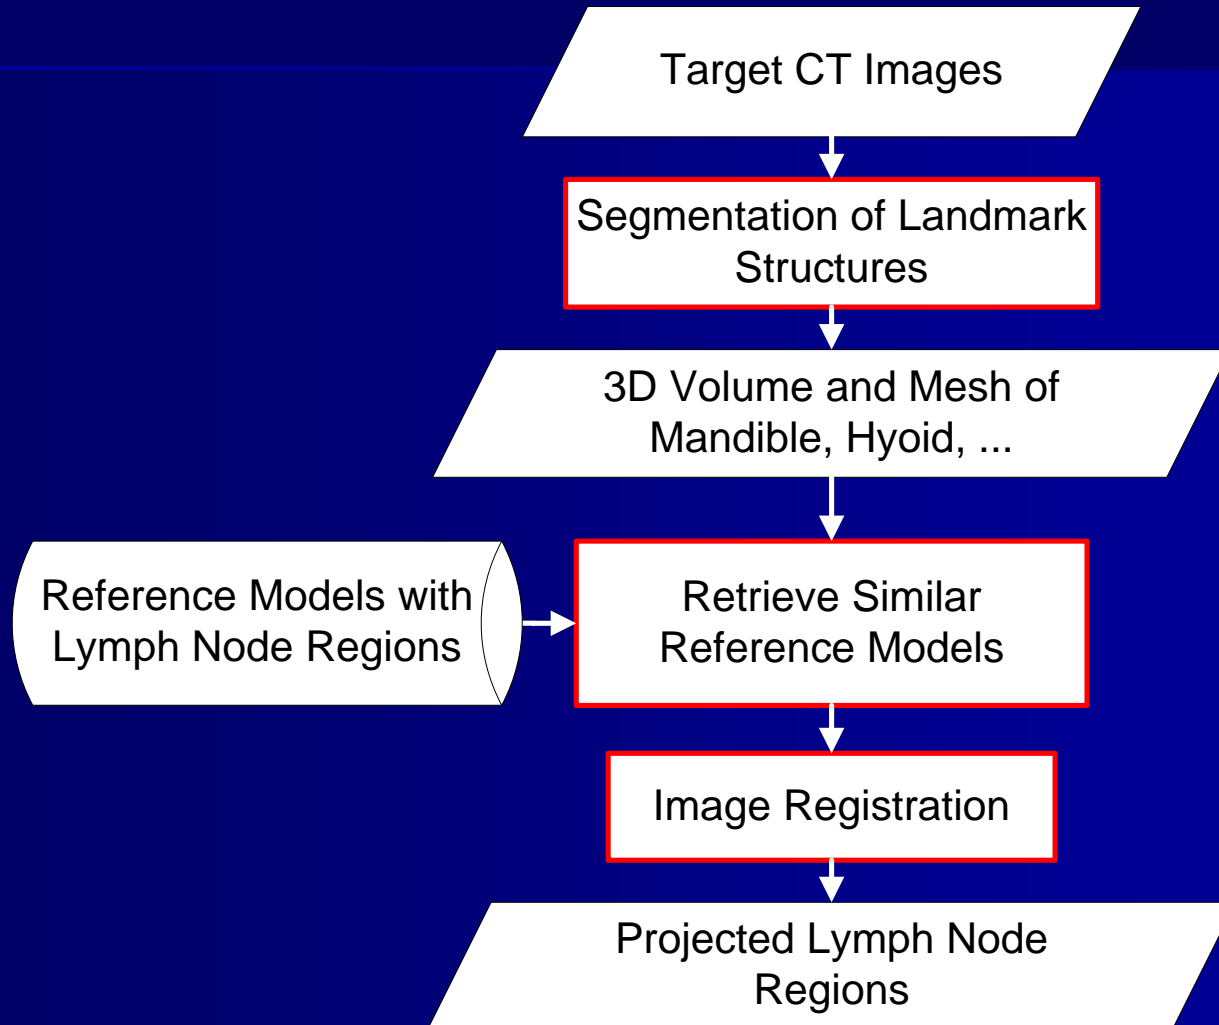 Target CT Images
Segmentation of Landmark
Structures
3D Volume and Mesh of
Mandible, Hyoid, ...
Reference Models with
Lymph Node Regions
Retrieve Similar
Reference Models
Image Registration
Projected Lymph Node
Regions